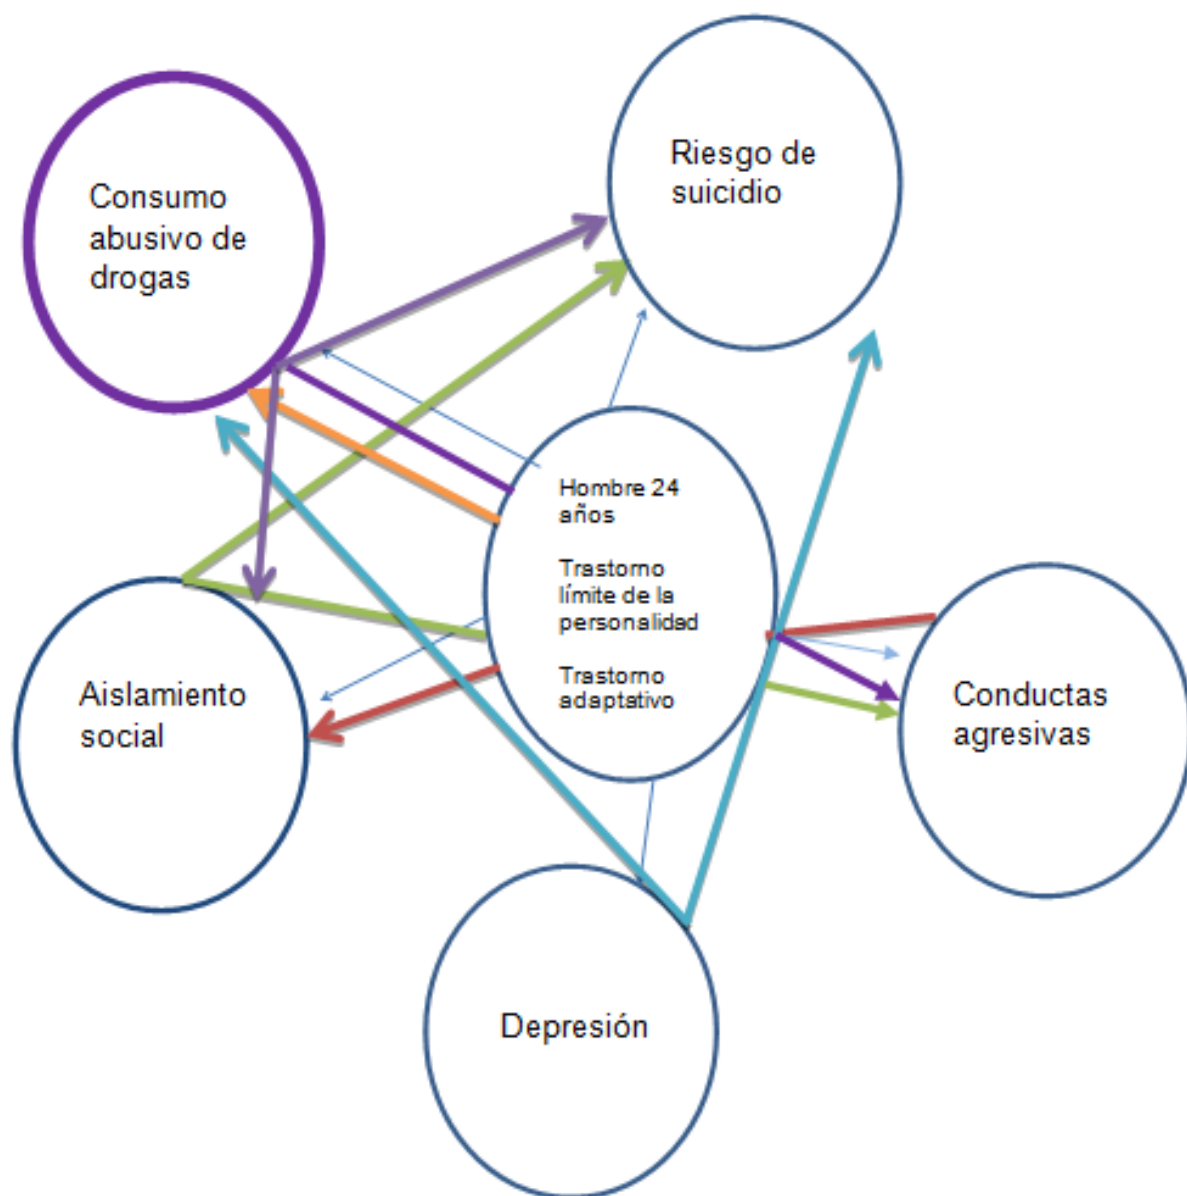 Consumo
abusivo de
drogas
Riesgo de
suicidio
Hombre 24
años
Trastorno
límite de la
personalidad
Trastorno
adaptativo
Aislamiento
social
Conductas
agresivas
Depresión